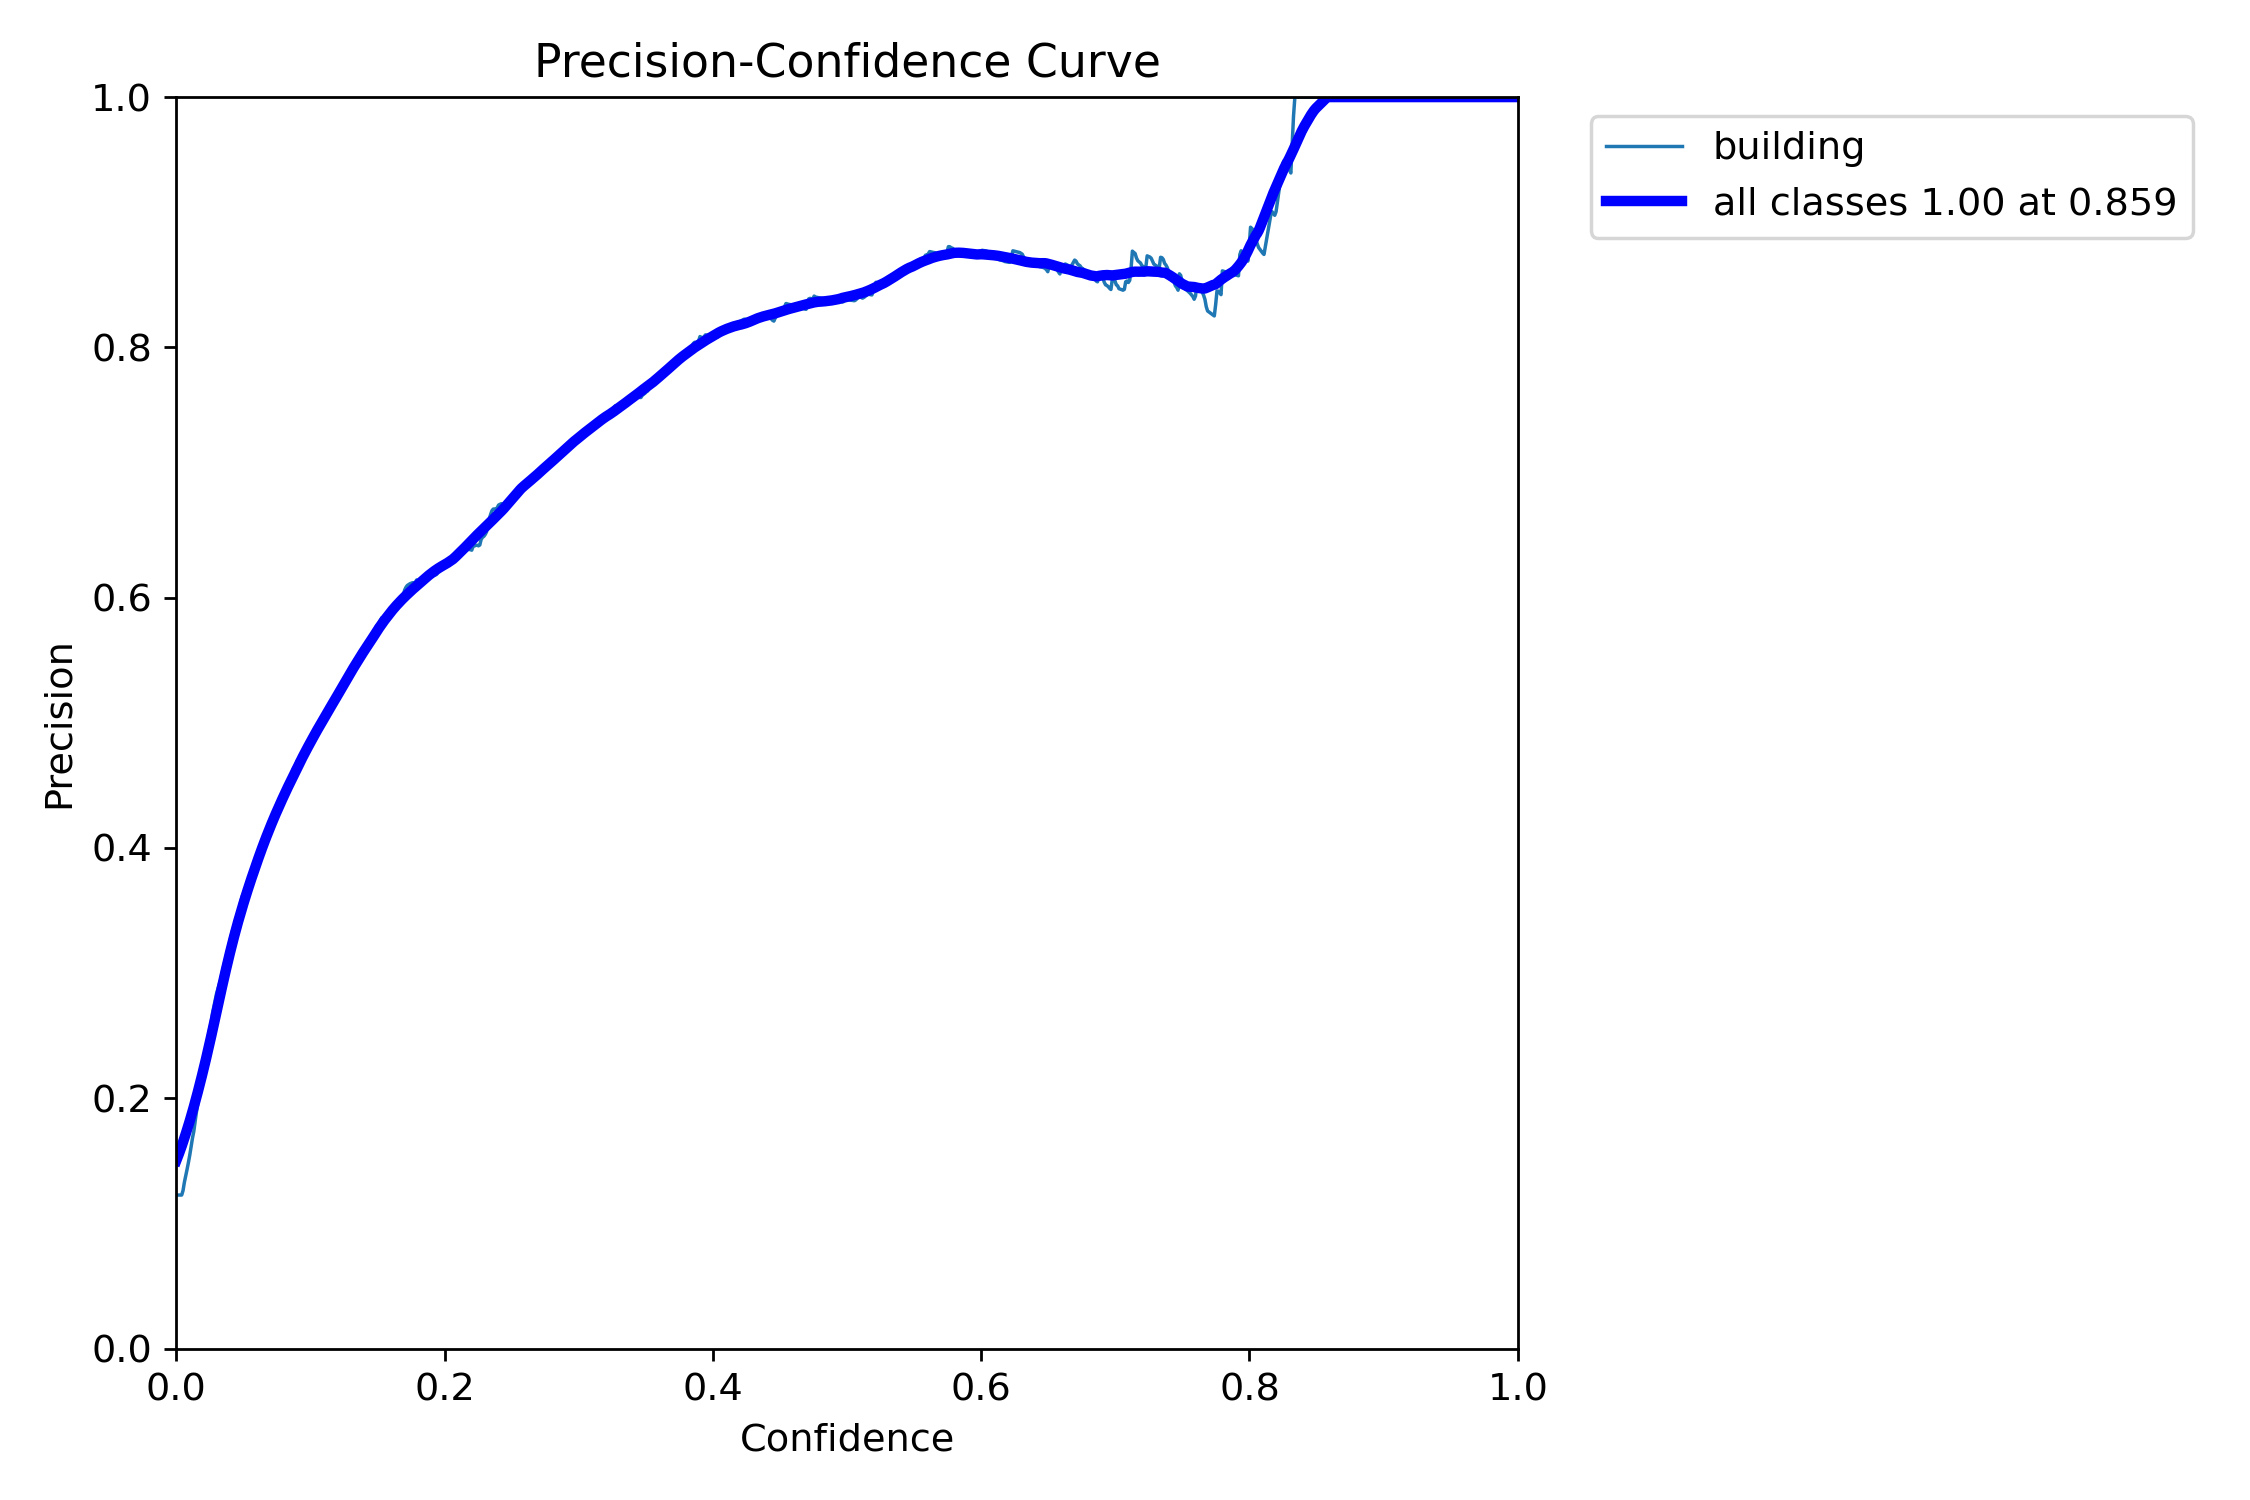 Precision-Confidence Curve
building
all classes 1.00 at 0.859
Precision
1.0
0.8
0.6
0.4
0.2
0.0
0.0 0.2 0.4 0.6 0.8 1.0
Confidence